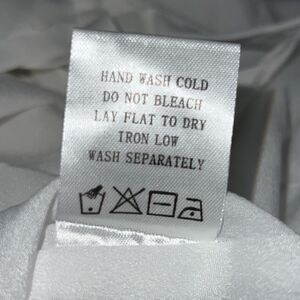 HAND WASH COLD
DO NOT BLEACH
LAY FLAT TO DRY
IRON LOW
WASH SEPARATELY